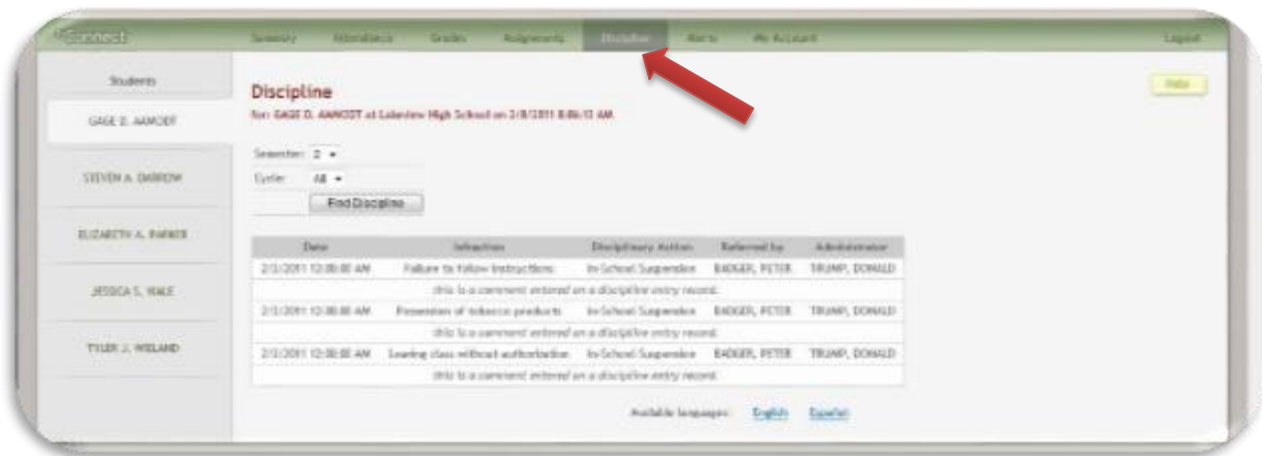 Connect Summary Attendance Grades Assignments Discipline Alerts My Account Logout
Students
Help
Discipline
for: GAGE D. AAMODT at Lakeview High School on 2/8/2011 8:06:13 AM
GAGE D. AAMODT
Semester: 2
STEVEN A. DARROW
Cycle: All
Find Discipline
ELIZABETH A. PARKER
Date Infraction Disciplinary Action Referred by Administrator
2/3/2011 12:00:00 AM Failure to follow instructions In-School Suspension BADGER, PETER TRUMP, DONALD
this is a comment entered on a discipline entry record.
JESSICA S. WALE
2/3/2011 12:00:00 AM Possession of tobacco products In-School Suspension BADGER, PETER TRUMP, DONALD
this is a comment entered on a discipline entry record.
TYLER J. WIELAND
2/3/2011 12:00:00 AM Leaving class without authorization In-School Suspension BADGER, PETER TRUMP, DONALD
this is a comment entered on a discipline entry record.
Available languages: English Español